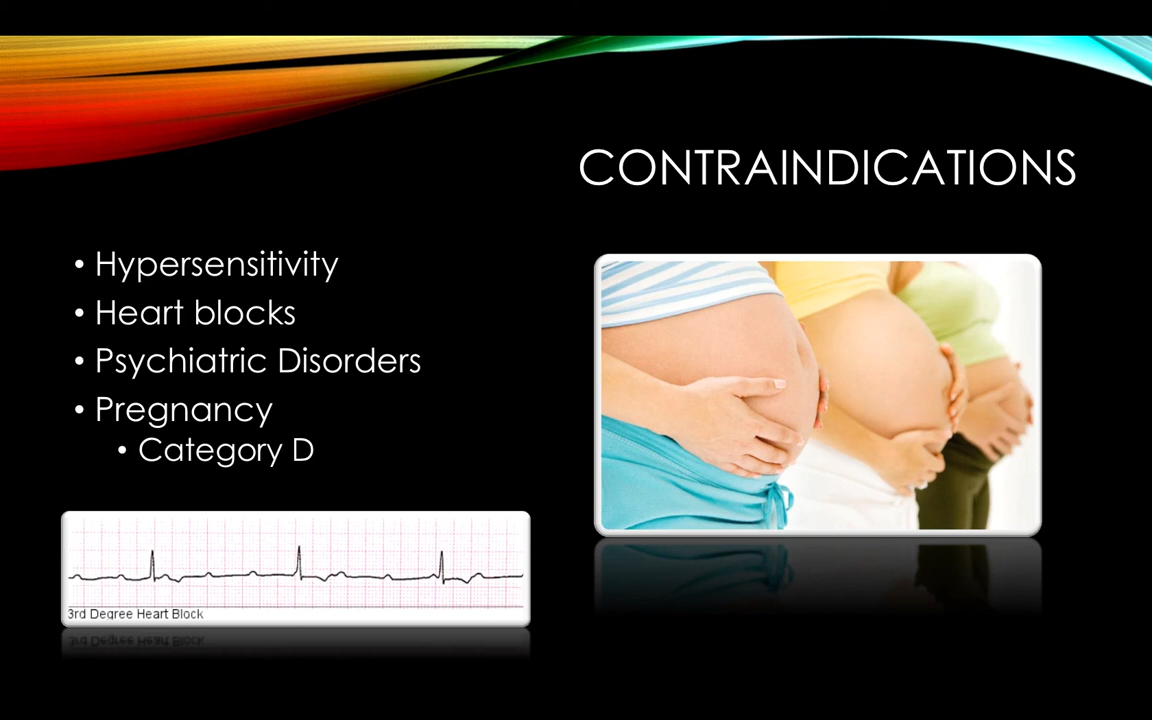 CONTRAINDICATIONS
• Hypersensitivity
• Heart blocks
• Psychiatric Disorders
• Pregnancy
• Category D
3rd Degree Heart Block